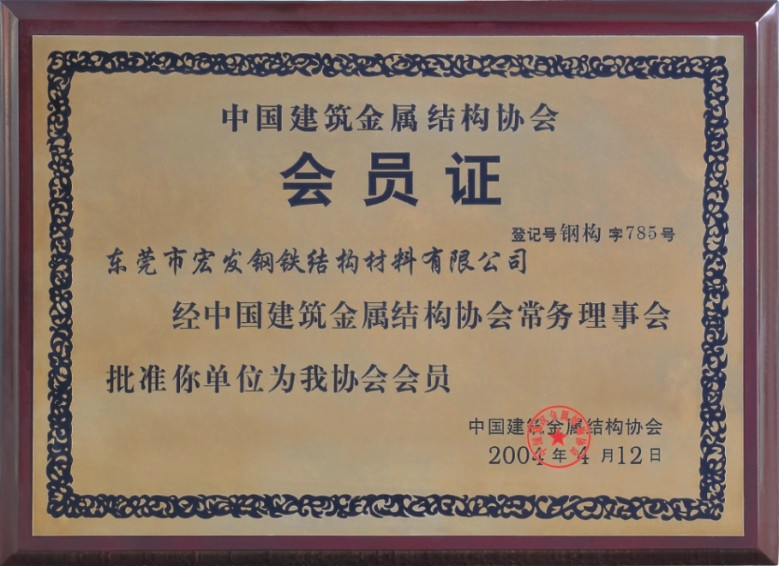 中国建筑金属结构协会
会员证
登记号钢构字785号
东莞市宏发钢铁结构材料有限公司
经中国建筑金属结构协会常务理事会
批准你单位为我协会会员
中国建筑金属结构协会
2004年4月12日